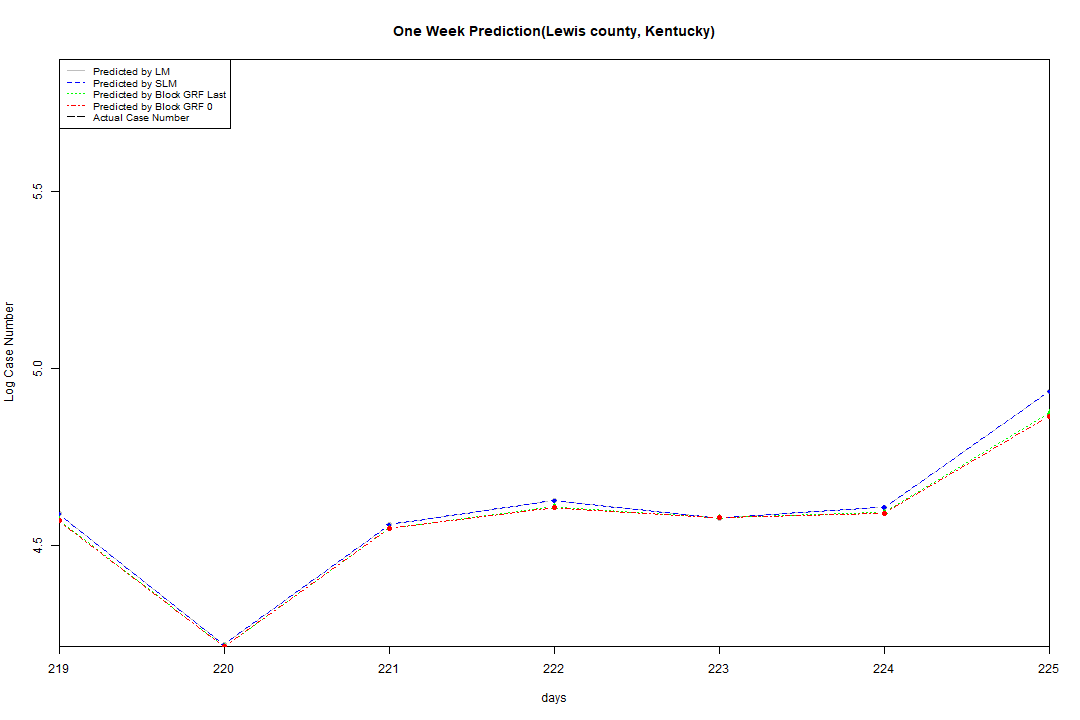 One Week Prediction(Lewis county, Kentucky)
Predicted by LM
Predicted by SLM
Predicted by Block GRF Last
Predicted by Block GRF 0
Actual Case Number
5.5
5.0
4.5
Log Case Number
219 220 221 222 223 224 225
days